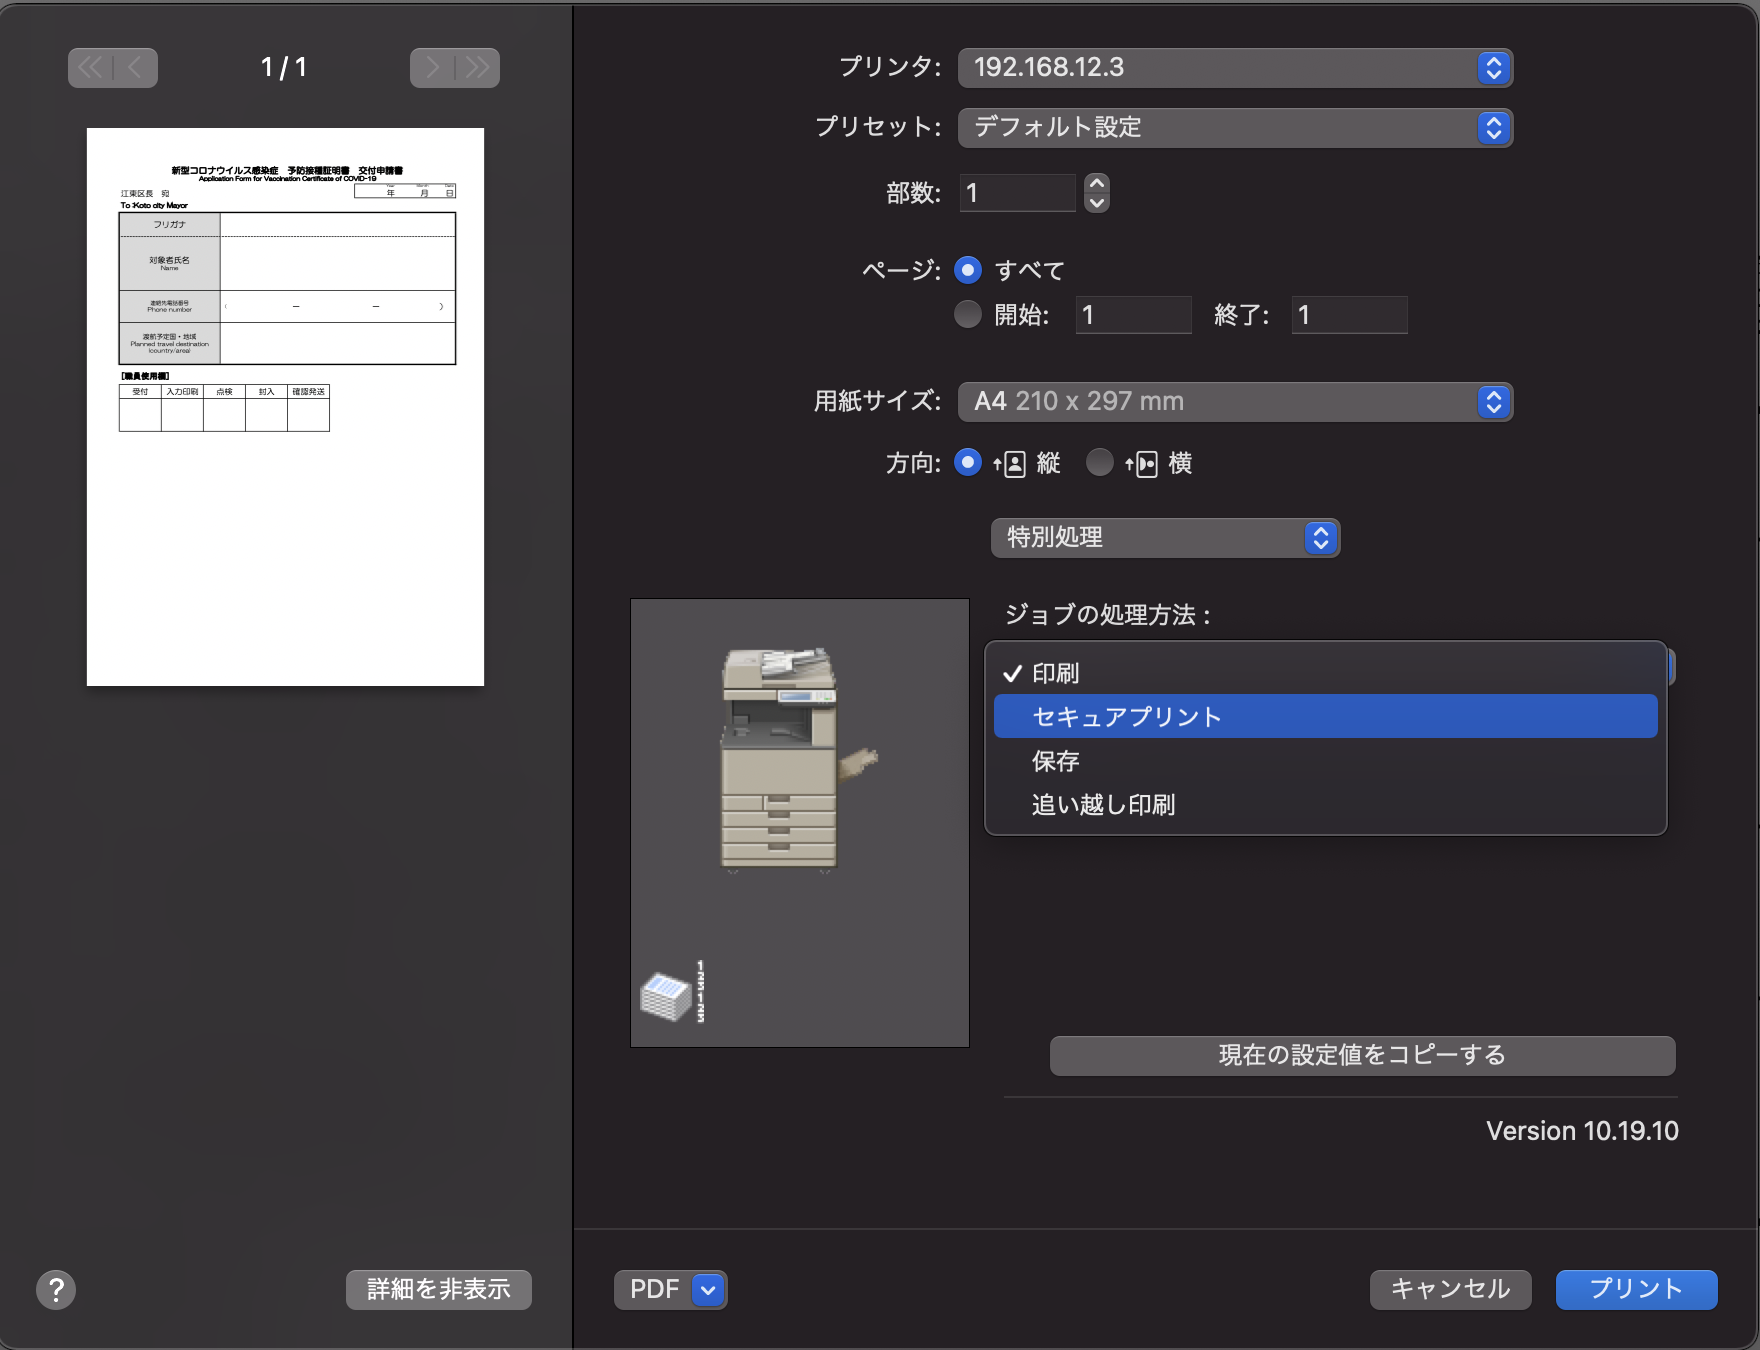 1 / 1
新型コロナウイルス感染症　予防接種証明書　交付申請書
Application Form for Vaccination Certificate of COVID-19
江東区長　宛
Year Month Date
年 月 日
To :Koto city Mayor
フリガナ
対象者氏名
Name
連絡先電話番号
Phone number
（ － － ）
渡航予定国・地域
Planned travel destination
(country/area)
【職員使用欄】
受付 入力印刷 点検 封入 確認発送
? 詳細を非表示
プリンタ: 192.168.12.3
プリセット: デフォルト設定
部数: 1
ページ: すべて
開始: 1 終了: 1
用紙サイズ: A4 210 x 297 mm
方向: 縦 横
特別処理
ジョブの処理方法 :
✓ 印刷
セキュアプリント
保存
追い越し印刷
現在の設定値をコピーする
Version 10.19.10
PDF キャンセル プリント